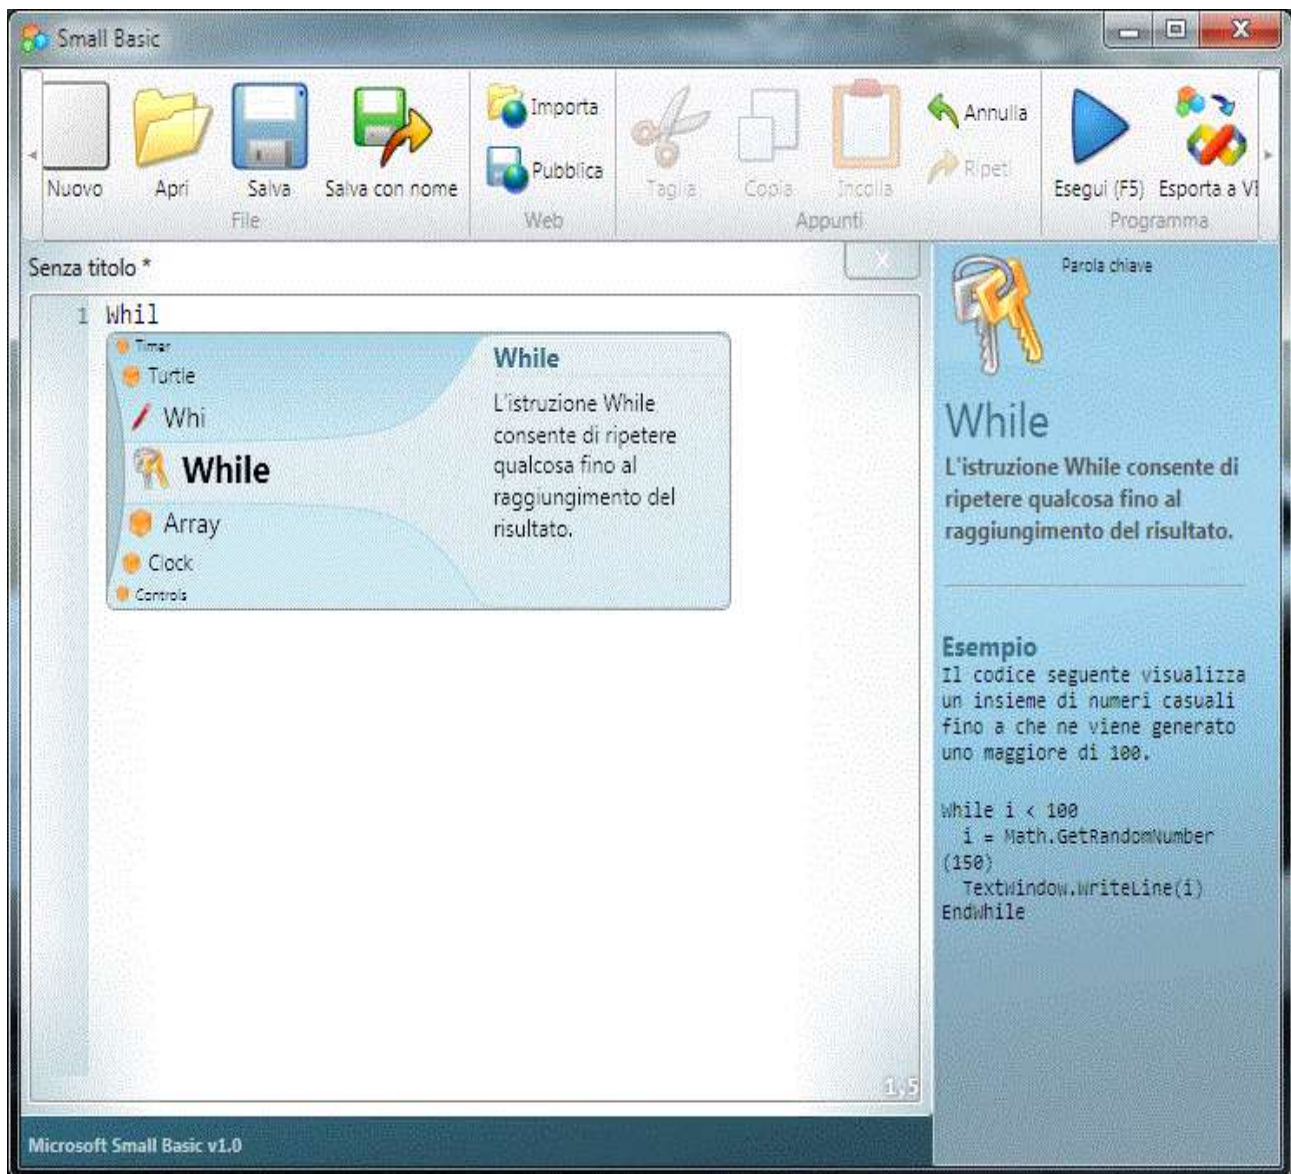 Small Basic
Nuovo
Apri
Salva
Salva con nome
File
Importa
Pubblica
Web
Taglia
Copia
Incolla
Appunti
Annulla
Ripeti
Esegui (F5)
Esporta a VI
Programma
Senza titolo *
X
1 Whil
Timer
Turtle
Whi
While
Array
Clock
Controls
While
L'istruzione While
consente di ripetere
qualcosa fino al
raggiungimento del
risultato.
1,5
Parola chiave
While
L'istruzione While consente di
ripetere qualcosa fino al
raggiungimento del risultato.
Esempio
Il codice seguente visualizza
un insieme di numeri casuali
fino a che ne viene generato
uno maggiore di 100.
While i < 100
i = Math.GetRandomNumber
(150)
TextWindow.WriteLine(i)
EndWhile
Microsoft Small Basic v1.0